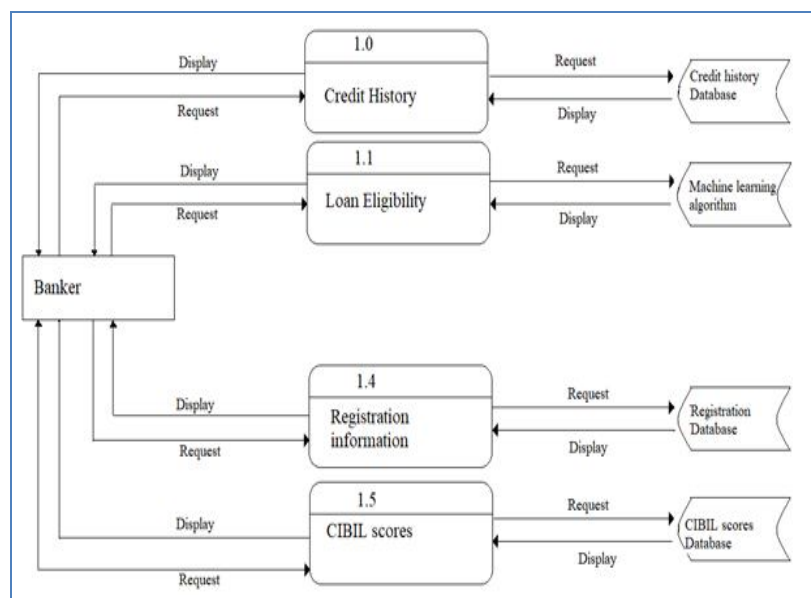 1.0
Display
Request
Credit History
Credit history
Database
Request
Display
1.1
Display
Request
Loan Eligibility
Machine learning
algorithm
Request
Display
Banker
1.4
Display
Request
Registration
information
Registration
Database
Request
Display
1.5
Display
Request
CIBIL scores
CIBIL scores
Database
Request
Display